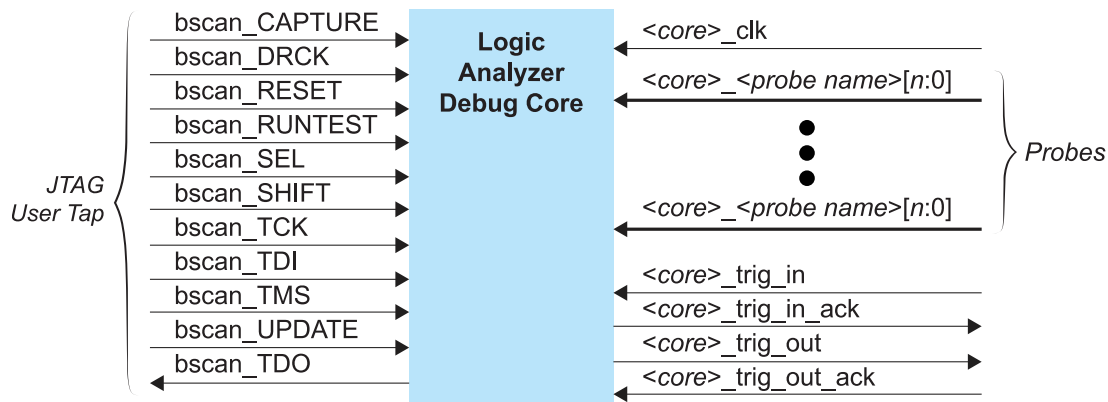 bscan_CAPTURE
bscan_DRCK
bscan_RESET
bscan_RUNTEST
bscan_SEL
bscan_SHIFT
bscan_TCK
bscan_TDI
bscan_TMS
bscan_UPDATE
bscan_TDO
JTAG
User Tap
Logic
Analyzer
Debug Core
<core>_clk
<core>_<probe name>[n:0]
<core>_<probe name>[n:0]
Probes
<core>_trig_in
<core>_trig_in_ack
<core>_trig_out
<core>_trig_out_ack